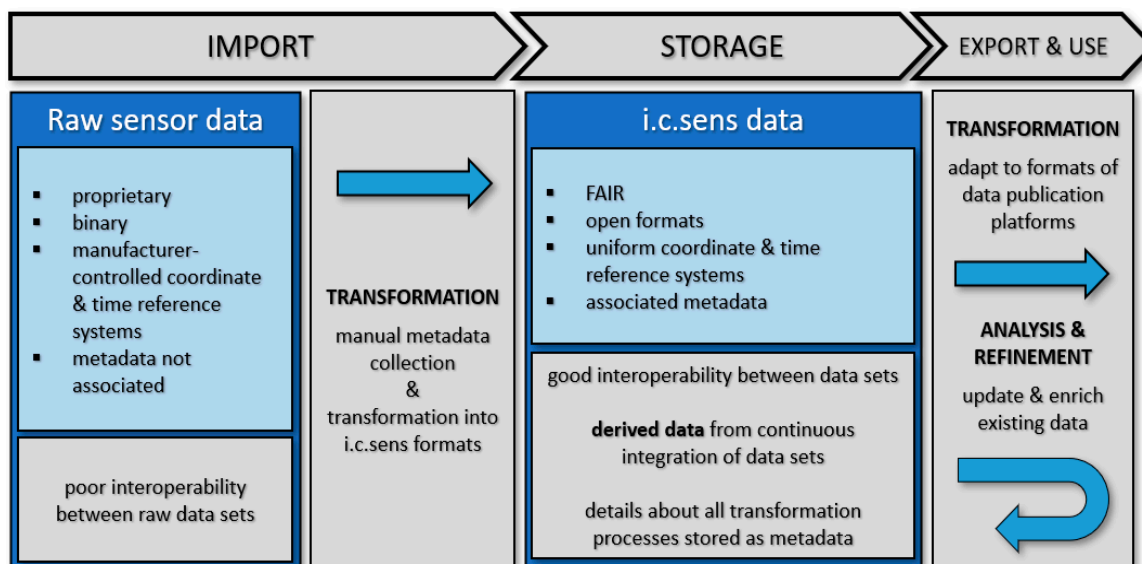 IMPORT
STORAGE
EXPORT & USE
Raw sensor data
▪ proprietary
▪ binary
▪ manufacturer-
controlled coordinate
& time reference
systems
▪ metadata not
associated
poor interoperability
between raw data sets
TRANSFORMATION
manual metadata
collection
&
transformation into
i.c.sens formats
i.c.sens data
▪ FAIR
▪ open formats
▪ uniform coordinate & time
reference systems
▪ associated metadata
good interoperability between data sets
derived data from continuous
integration of data sets
details about all transformation
processes stored as metadata
TRANSFORMATION
adapt to formats of
data publication
platforms
ANALYSIS &
REFINEMENT
update & enrich
existing data